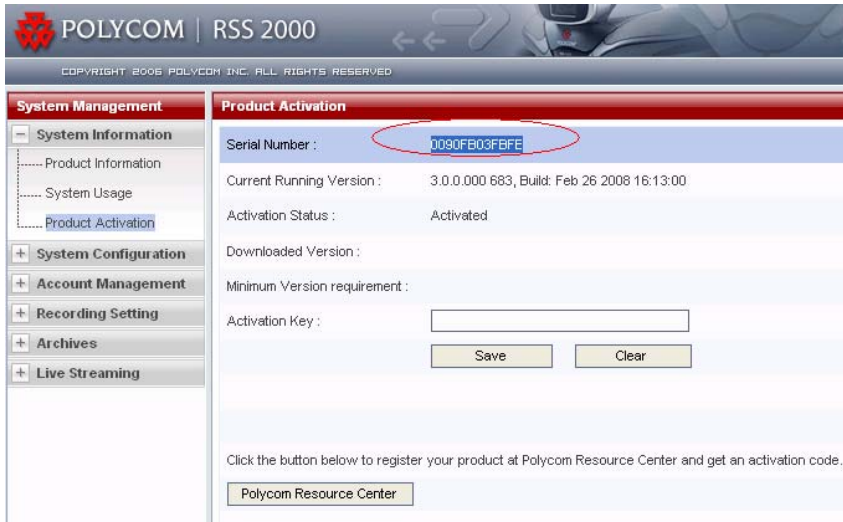 POLYCOM | RSS 2000
COPYRIGHT 2006 POLYCOM INC. ALL RIGHTS RESERVED
System Management
System Information
Product Information
System Usage
Product Activation
System Configuration
Account Management
Recording Setting
Archives
Live Streaming
Product Activation
Serial Number : 0090FB03FBFE
Current Running Version : 3.0.0.000 683, Build: Feb 26 2008 16:13:00
Activation Status : Activated
Downloaded Version :
Minimum Version requirement :
Activation Key :
Save Clear
Click the button below to register your product at Polycom Resource Center and get an activation code.
Polycom Resource Center